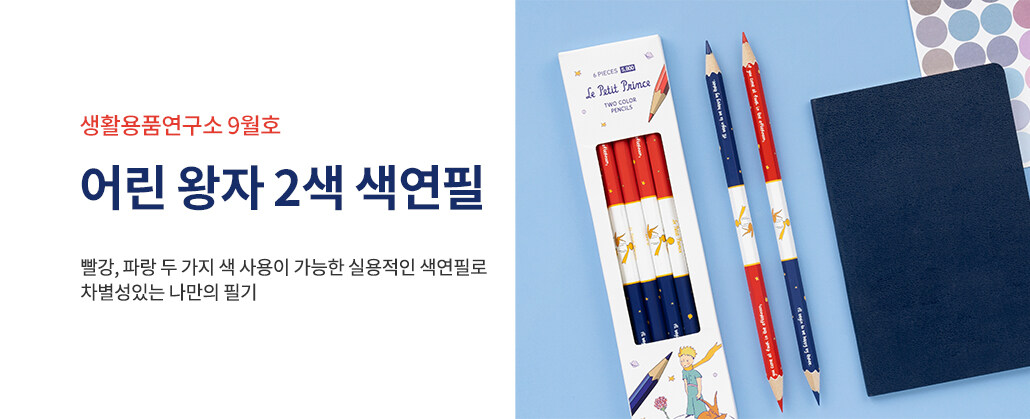 생활용품연구소 9월호
어린 왕자 2색 색연필
빨강, 파랑 두 가지 색 사용이 가능한 실용적인 색연필로
차별성있는 나만의 필기
6 PIECES
Le Petit Prince
TWO COLOR
PENCILS